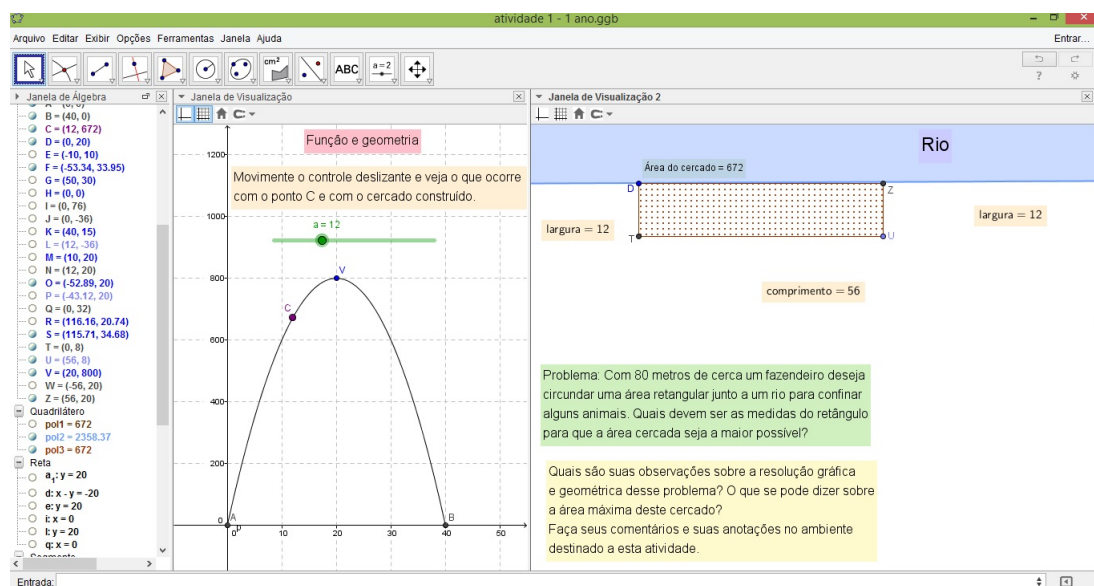 atividade 1 - 1 ano.ggb
Arquivo Editar Exibir Opções Ferramentas Janela Ajuda
Entrar...
cm²
ABC
a = 2
?
Janela de Álgebra
B = (40, 0)
C = (12, 672)
D = (0, 20)
E = (-10, 10)
F = (-53.34, 33.95)
G = (50, 30)
H = (0, 0)
I = (0, 76)
J = (0, -36)
K = (40, 15)
L = (12, -36)
M = (10, 20)
N = (12, 20)
O = (-52.89, 20)
P = (-43.12, 20)
Q = (0, 32)
R = (116.16, 20.74)
S = (115.71, 34.68)
T = (0, 8)
U = (56, 8)
V = (20, 800)
W = (-56, 20)
Z = (56, 20)
Quadrilátero
pol1 = 672
pol2 = 2358.37
pol3 = 672
Reta
a₁: y = 20
d: x - y = -20
e: y = 20
i: x = 0
l: y = 20
q: x = 0
Janela de Visualização
Função e geometria
Movimente o controle deslizante e veja o que ocorre
com o ponto C e com o cercado construído.
a = 12
1200
1000
800
600
400
200
0
V
C
A
B
0
10
20
30
40
50
Janela de Visualização 2
Rio
Área do cercado = 672
D
Z
T
U
largura = 12
largura = 12
comprimento = 56
Problema: Com 80 metros de cerca um fazendeiro deseja
circundar uma área retangular junto a um rio para confinar
alguns animais. Quais devem ser as medidas do retângulo
para que a área cercada seja a maior possível?
Quais são suas observações sobre a resolução gráfica
e geométrica desse problema? O que se pode dizer sobre
a área máxima deste cercado?
Faça seus comentários e suas anotações no ambiente
destinado a esta atividade.
Entrada: